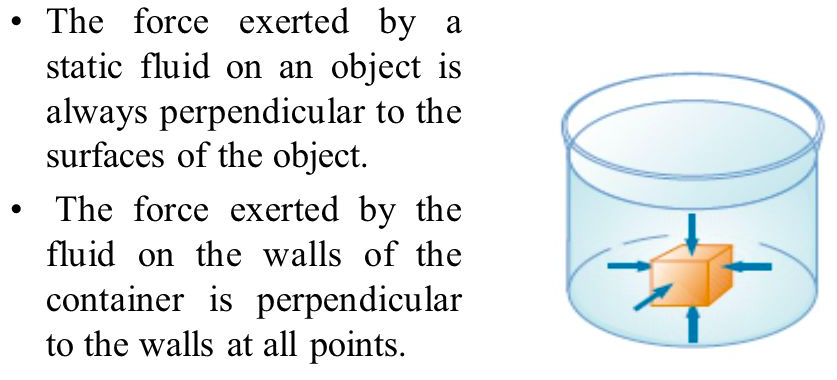 • The force exerted by a
static fluid on an object is
always perpendicular to the
surfaces of the object.
• The force exerted by the
fluid on the walls of the
container is perpendicular
to the walls at all points.